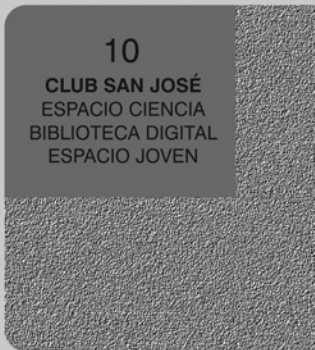 10
CLUB SAN JOSÉ
ESPACIO CIENCIA
BIBLIOTECA DIGITAL
ESPACIO JOVEN